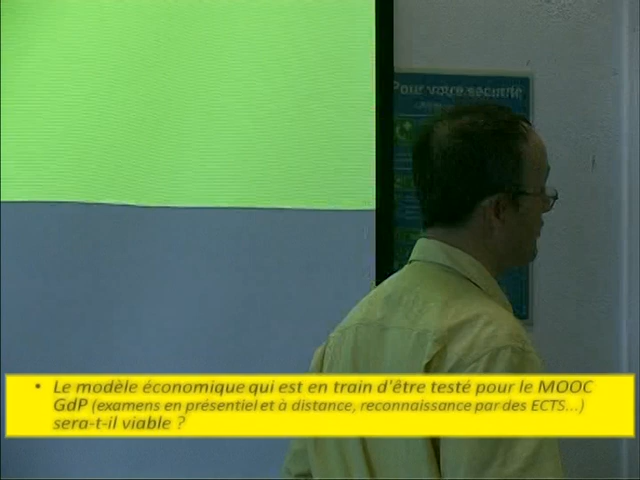 Pour votre sécurité
• Le modèle économique qui est en train d'être testé pour le MOOC
GdP (examens en présentiel et à distance, reconnaissance par des ECTS...)
sera-t-il viable ?